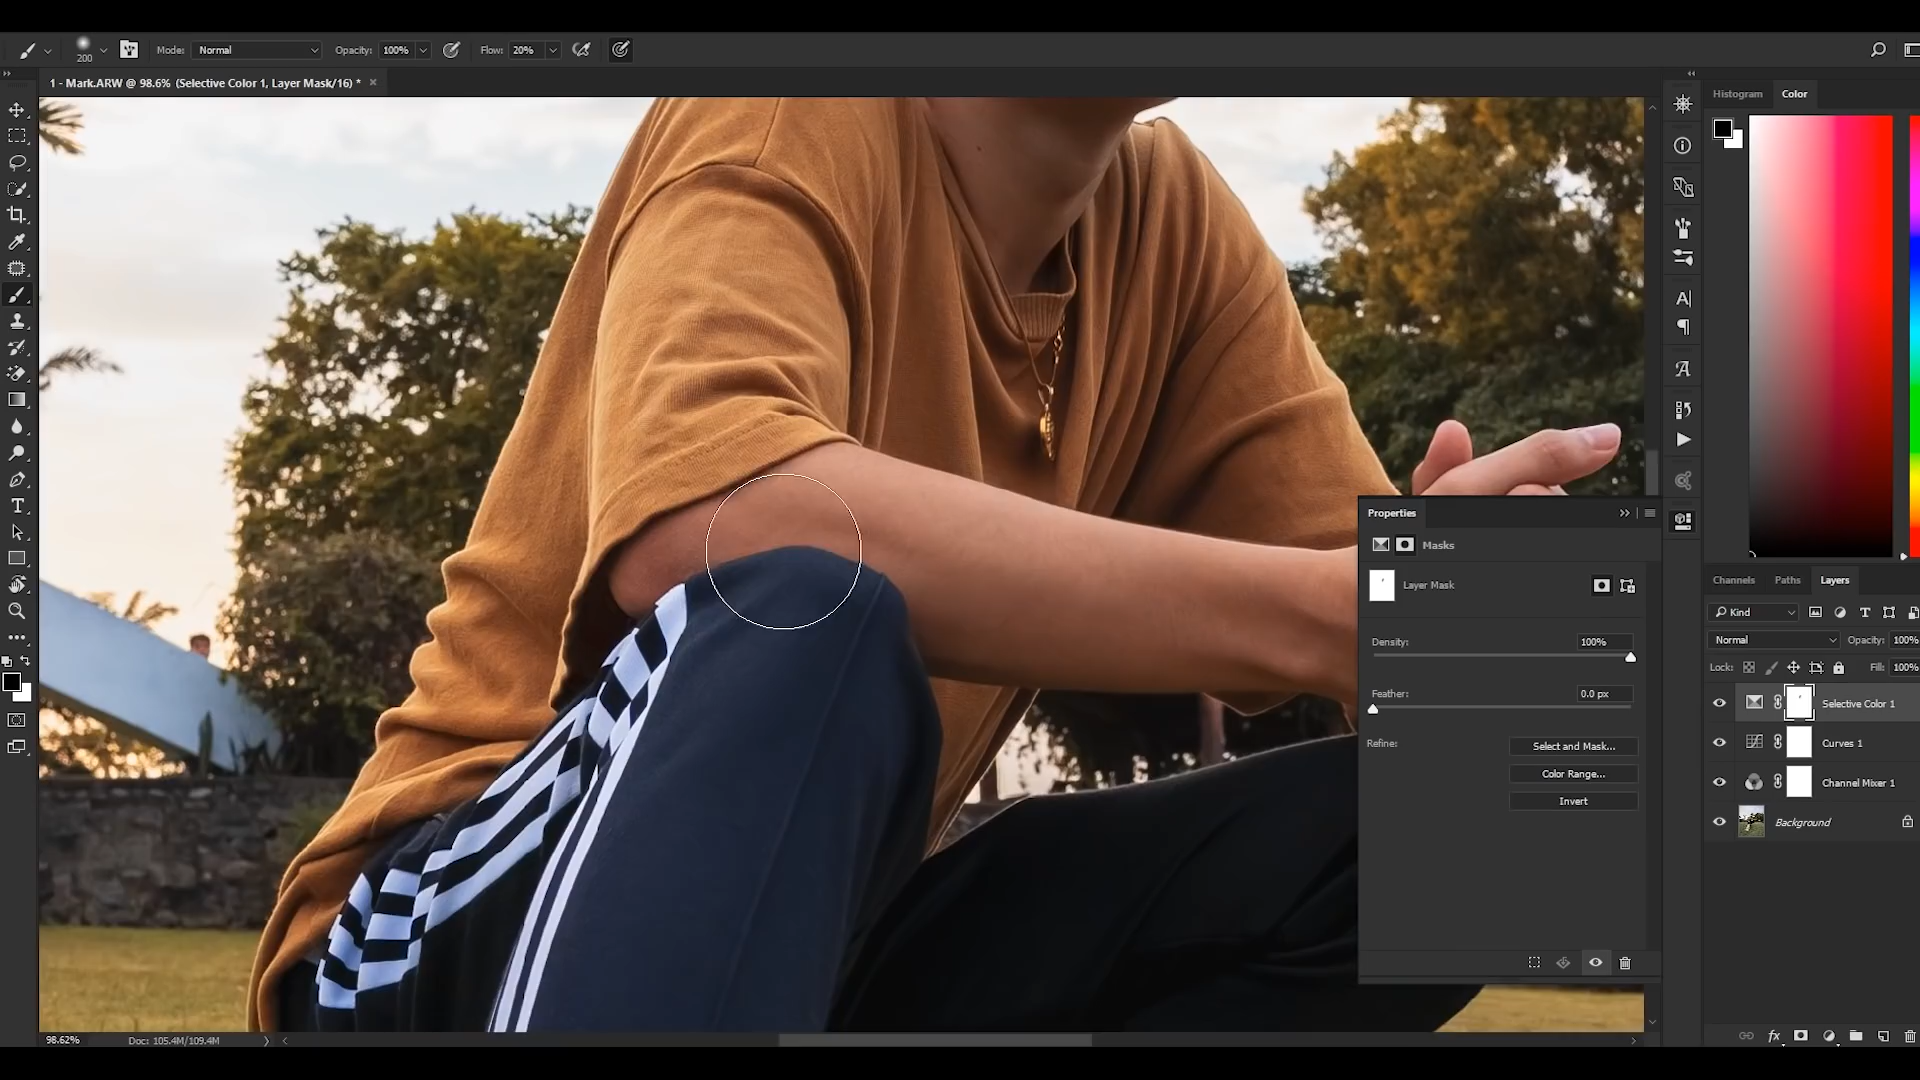 200 Mode: Normal Opacity: 100% Flow: 20%
1 - Mark.ARW @ 98.6% (Selective Color 1, Layer Mask/16) *
Histogram Color
Properties
Masks
Layer Mask
Density: 100%
Feather: 0.0 px
Refine: Select and Mask...
Color Range...
Invert
Channels Paths Layers
Kind
Normal Opacity: 100%
Lock: Fill: 100%
Selective Color 1
Curves 1
Channel Mixer 1
Background
98.62% Doc: 105.4M/109.4M